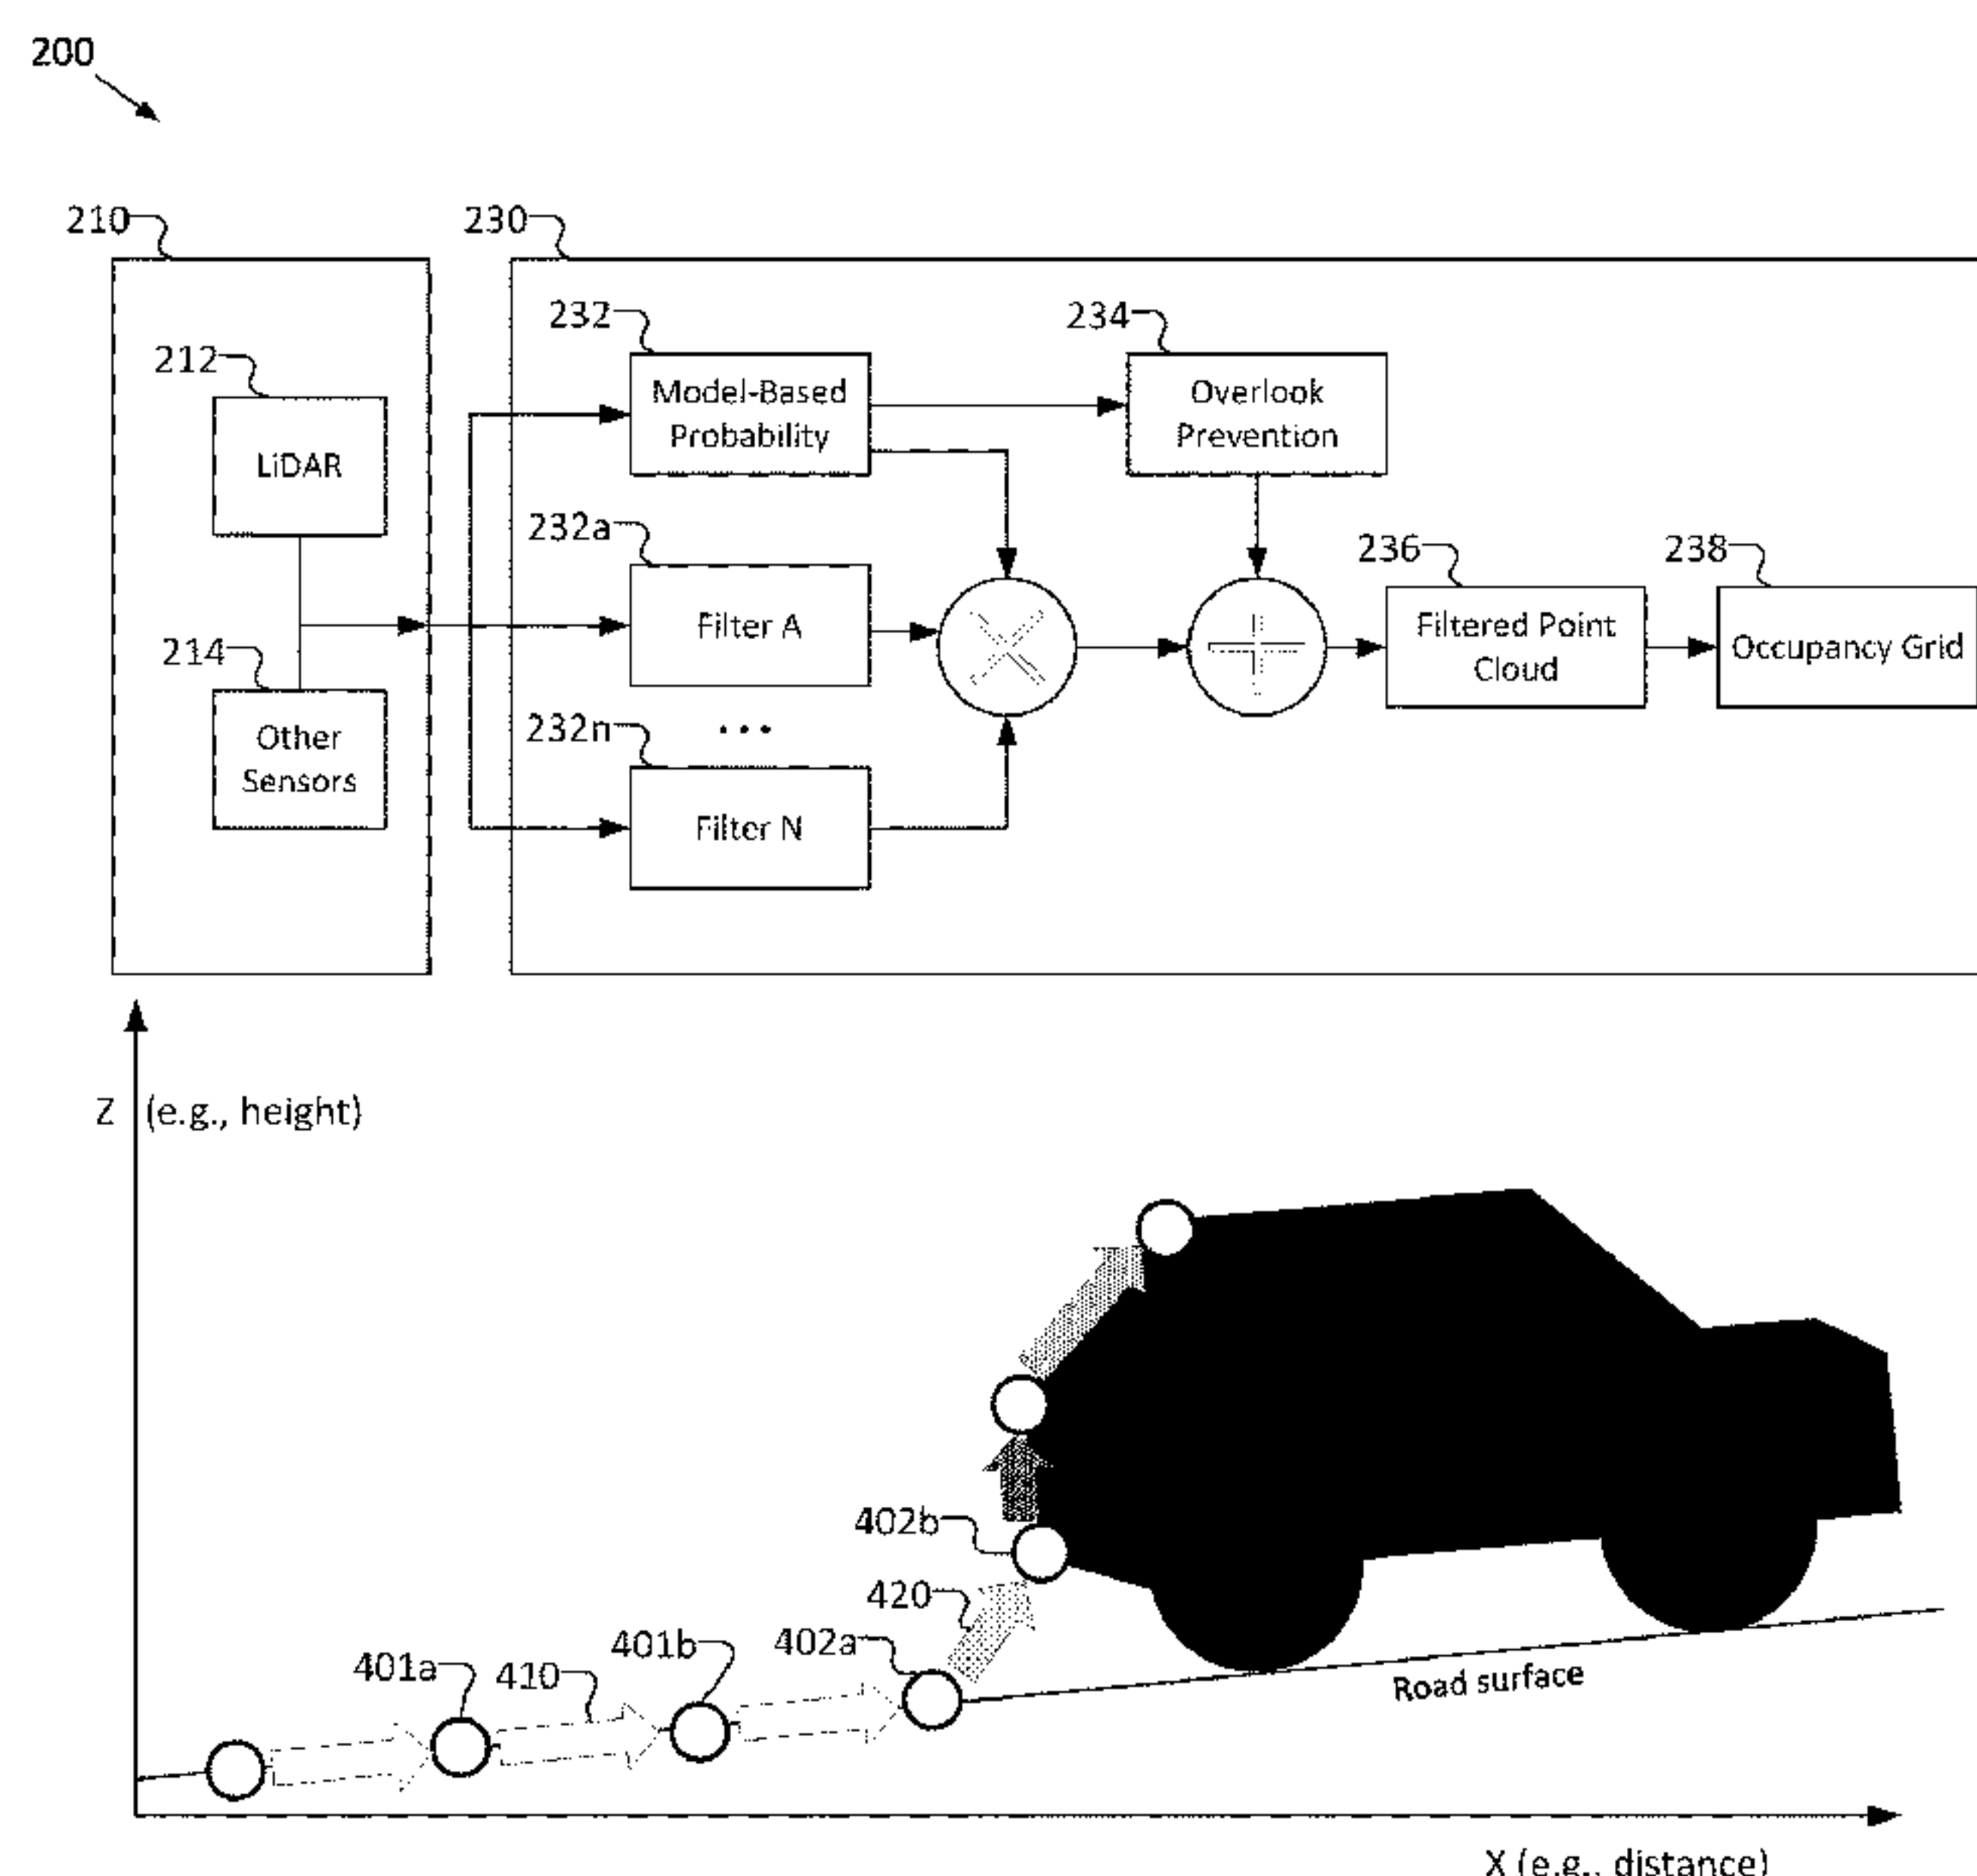 200
210
230
232
234
212
Model-Based
Probability
Overlook
Prevention
LiDAR
232a
236
238
Filter A
Filtered Point
Cloud
Occupancy Grid
214
232n
...
Other
Sensors
Filter N
Z (e.g., height)
402b
420
401b
402a
401a
410
Road surface
X (e.g., distance)